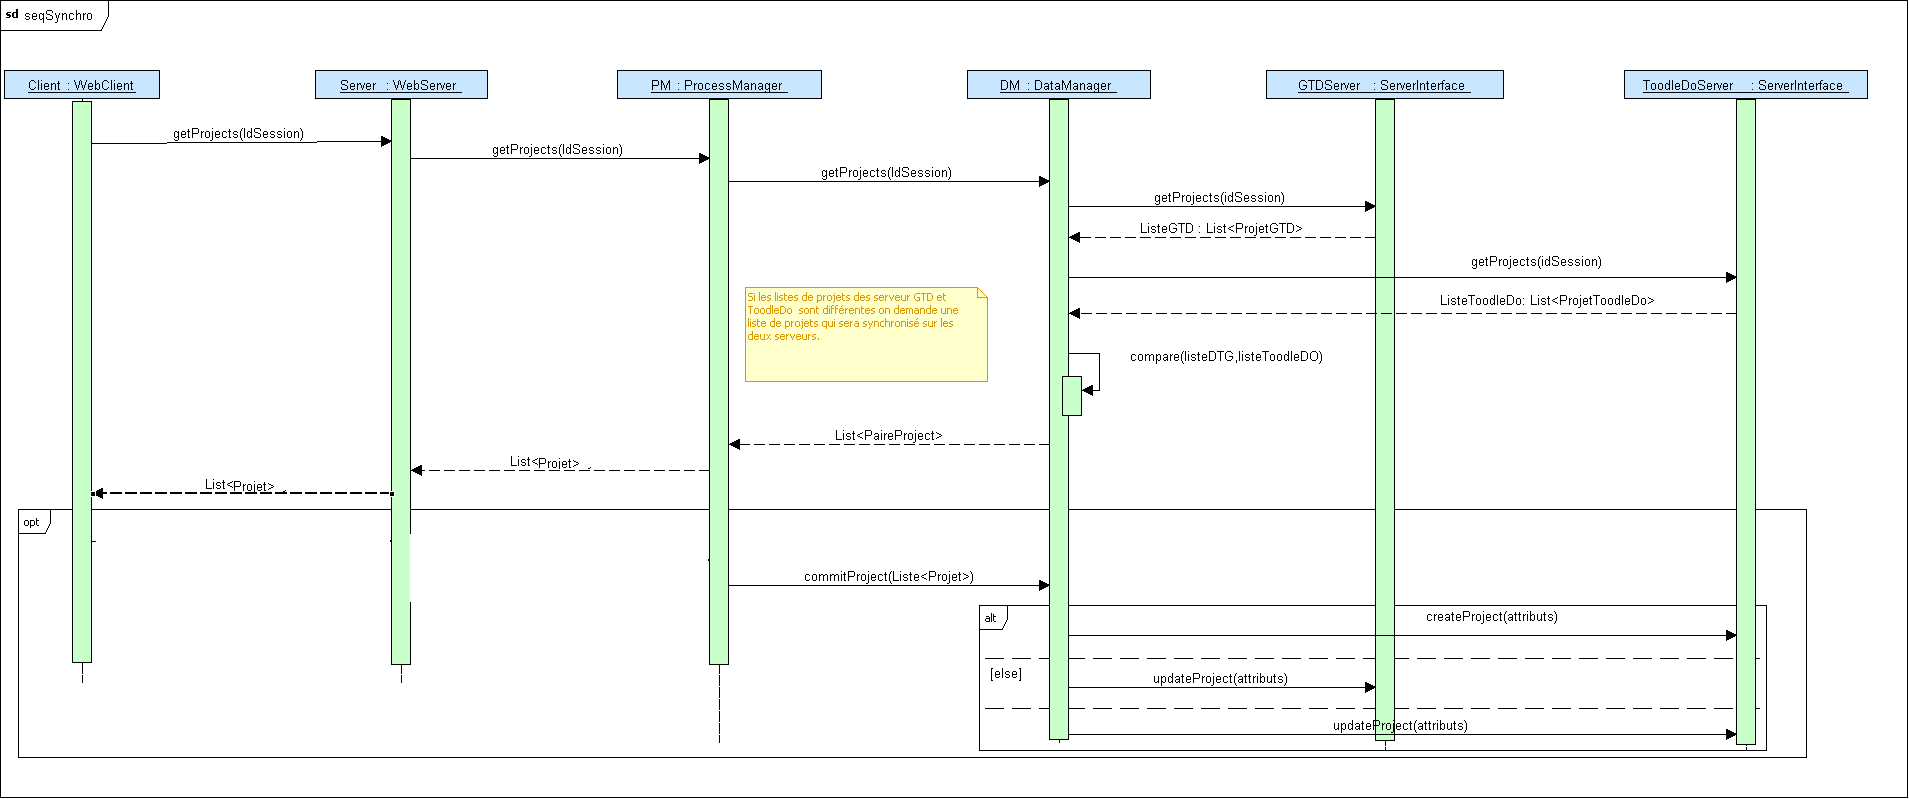 sd seqSynchro
Client : WebClient
Server : WebServer
PM : ProcessManager
DM : DataManager
GTDServer : ServerInterface
ToodleDoServer : ServerInterface
getProjects(IdSession)
getProjects(IdSession)
getProjects(IdSession)
getProjects(idSession)
ListeGTD : List<ProjetGTD>
getProjects(idSession)
Si les listes de projets des serveur GTD et
ToodleDo sont différentes on demande une
liste de projets qui sera synchronisé sur les
deux serveurs.
ListeToodleDo: List<ProjetToodleDo>
compare(listeDTG,listeToodleDO)
List<PaireProject>
List<Projet>
List<Projet>
opt
commitProject(Liste<Projet>)
alt
createProject(attributs)
[else]
updateProject(attributs)
updateProject(attributs)